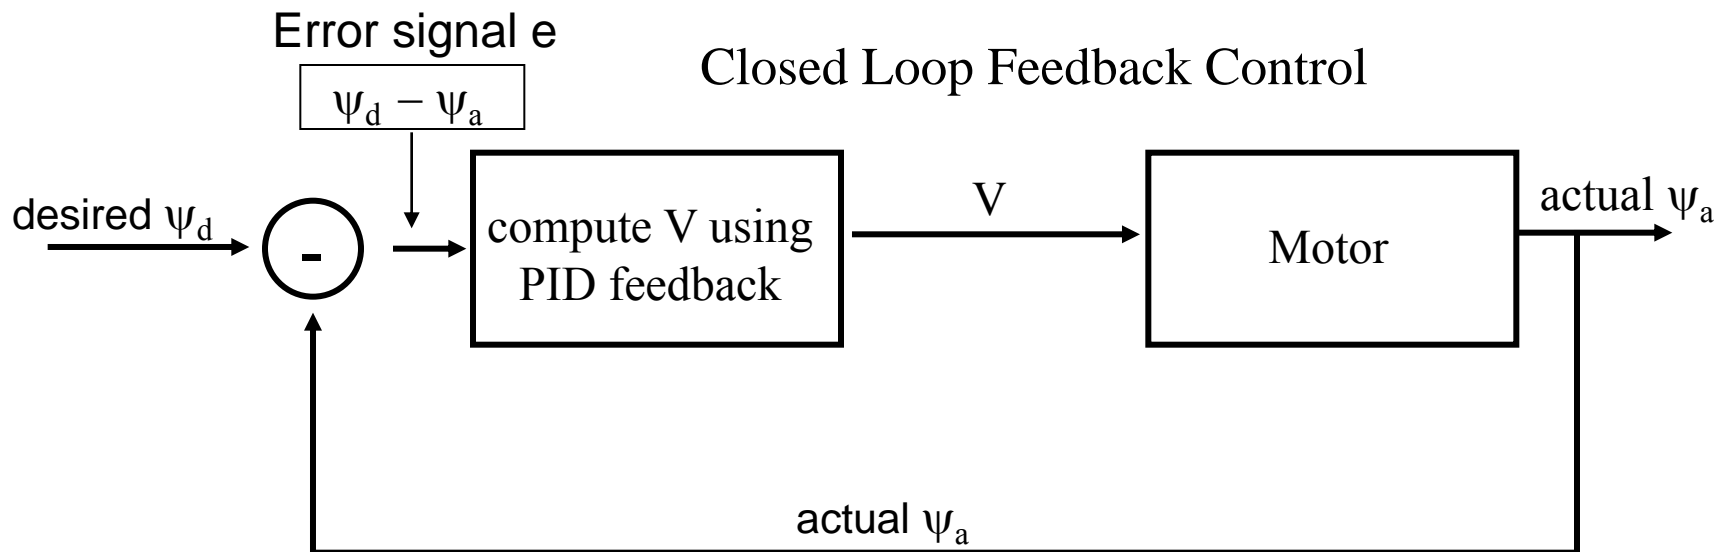 Error signal e
Closed Loop Feedback Control
ψd – ψa
desired ψd
-
compute V using
PID feedback
V
Motor
actual ψa
actual ψa